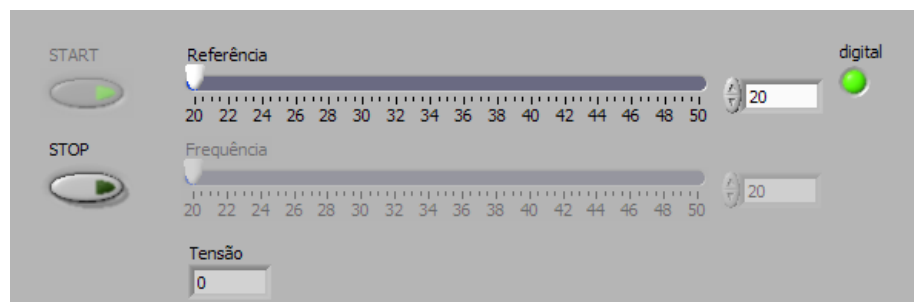 START
Referência
digital
20 22 24 26 28 30 32 34 36 38 40 42 44 46 48 50
20
STOP
Frequência
20 22 24 26 28 30 32 34 36 38 40 42 44 46 48 50
20
Tensão
0